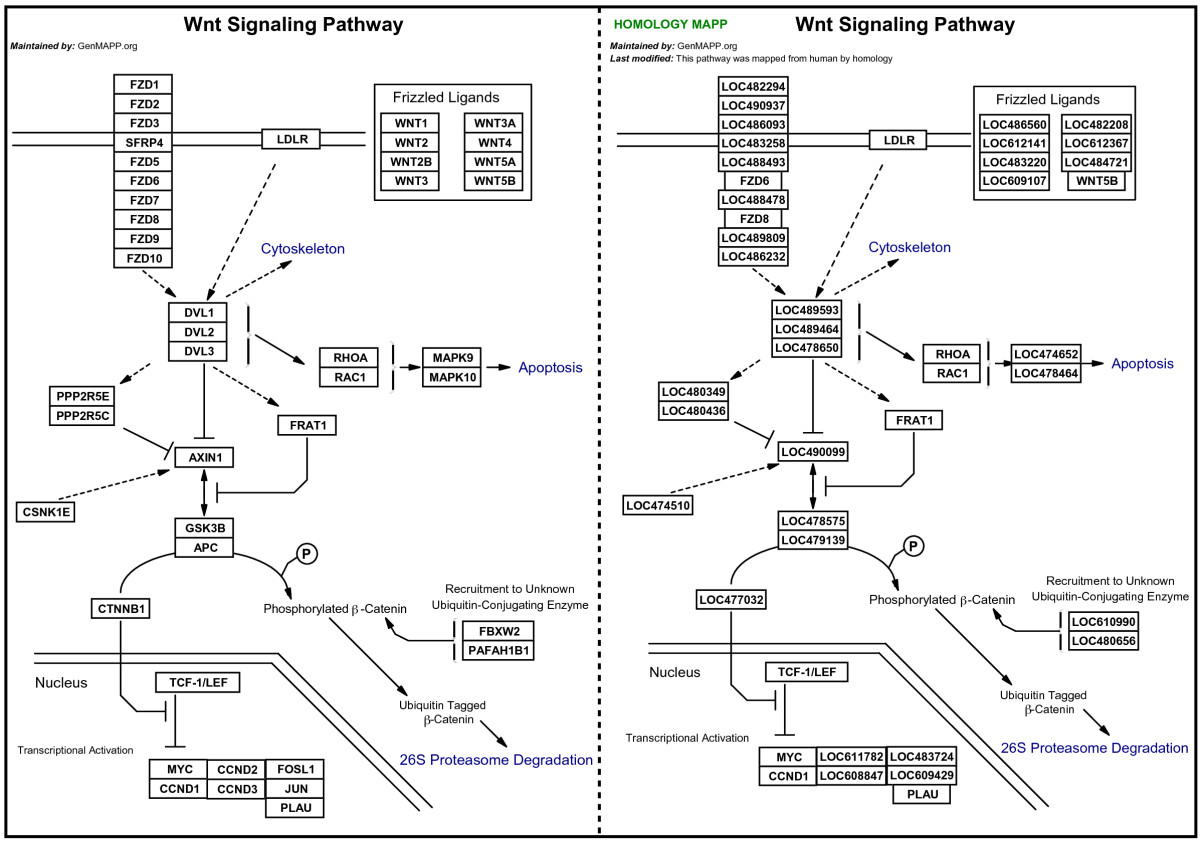 Wnt Signaling Pathway
Maintained by: GenMAPP.org
FZD1
FZD2
FZD3
SFRP4
FZD5
FZD6
FZD7
FZD8
FZD9
FZD10
LDLR
Frizzled Ligands
WNT1 WNT3A
WNT2 WNT4
WNT2B WNT5A
WNT3 WNT5B
Cytoskeleton
DVL1
DVL2
DVL3
RHOA
RAC1
MAPK9
MAPK10
Apoptosis
PPP2R5E
PPP2R5C
FRAT1
AXIN1
CSNK1E
GSK3B
APC
P
CTNNB1
Phosphorylated β-Catenin
Recruitment to Unknown
Ubiquitin-Conjugating Enzyme
FBXW2
PAFAH1B1
Nucleus
TCF-1/LEF
Ubiquitin Tagged
β-Catenin
Transcriptional Activation
26S Proteasome Degradation
MYC CCND2 FOSL1
CCND1 CCND3 JUN
PLAU
HOMOLOGY MAPP
Wnt Signaling Pathway
Maintained by: GenMAPP.org
Last modified: This pathway was mapped from human by homology
LOC482294
LOC490937
LOC486093
LOC483258
LOC488493
FZD6
LOC488478
FZD8
LOC489809
LOC486232
LDLR
Frizzled Ligands
LOC486560 LOC482208
LOC612141 LOC612367
LOC483220 LOC484721
LOC609107 WNT5B
Cytoskeleton
LOC489593
LOC489464
LOC478650
RHOA
RAC1
LOC474652
LOC478464
Apoptosis
LOC480349
LOC480436
FRAT1
LOC490099
LOC474510
LOC478575
LOC479139
P
LOC477032
Phosphorylated β-Catenin
Recruitment to Unknown
Ubiquitin-Conjugating Enzyme
LOC610990
LOC480656
Nucleus
TCF-1/LEF
Ubiquitin Tagged
β-Catenin
Transcriptional Activation
26S Proteasome Degradation
MYC LOC611782 LOC483724
CCND1 LOC608847 LOC609429
PLAU